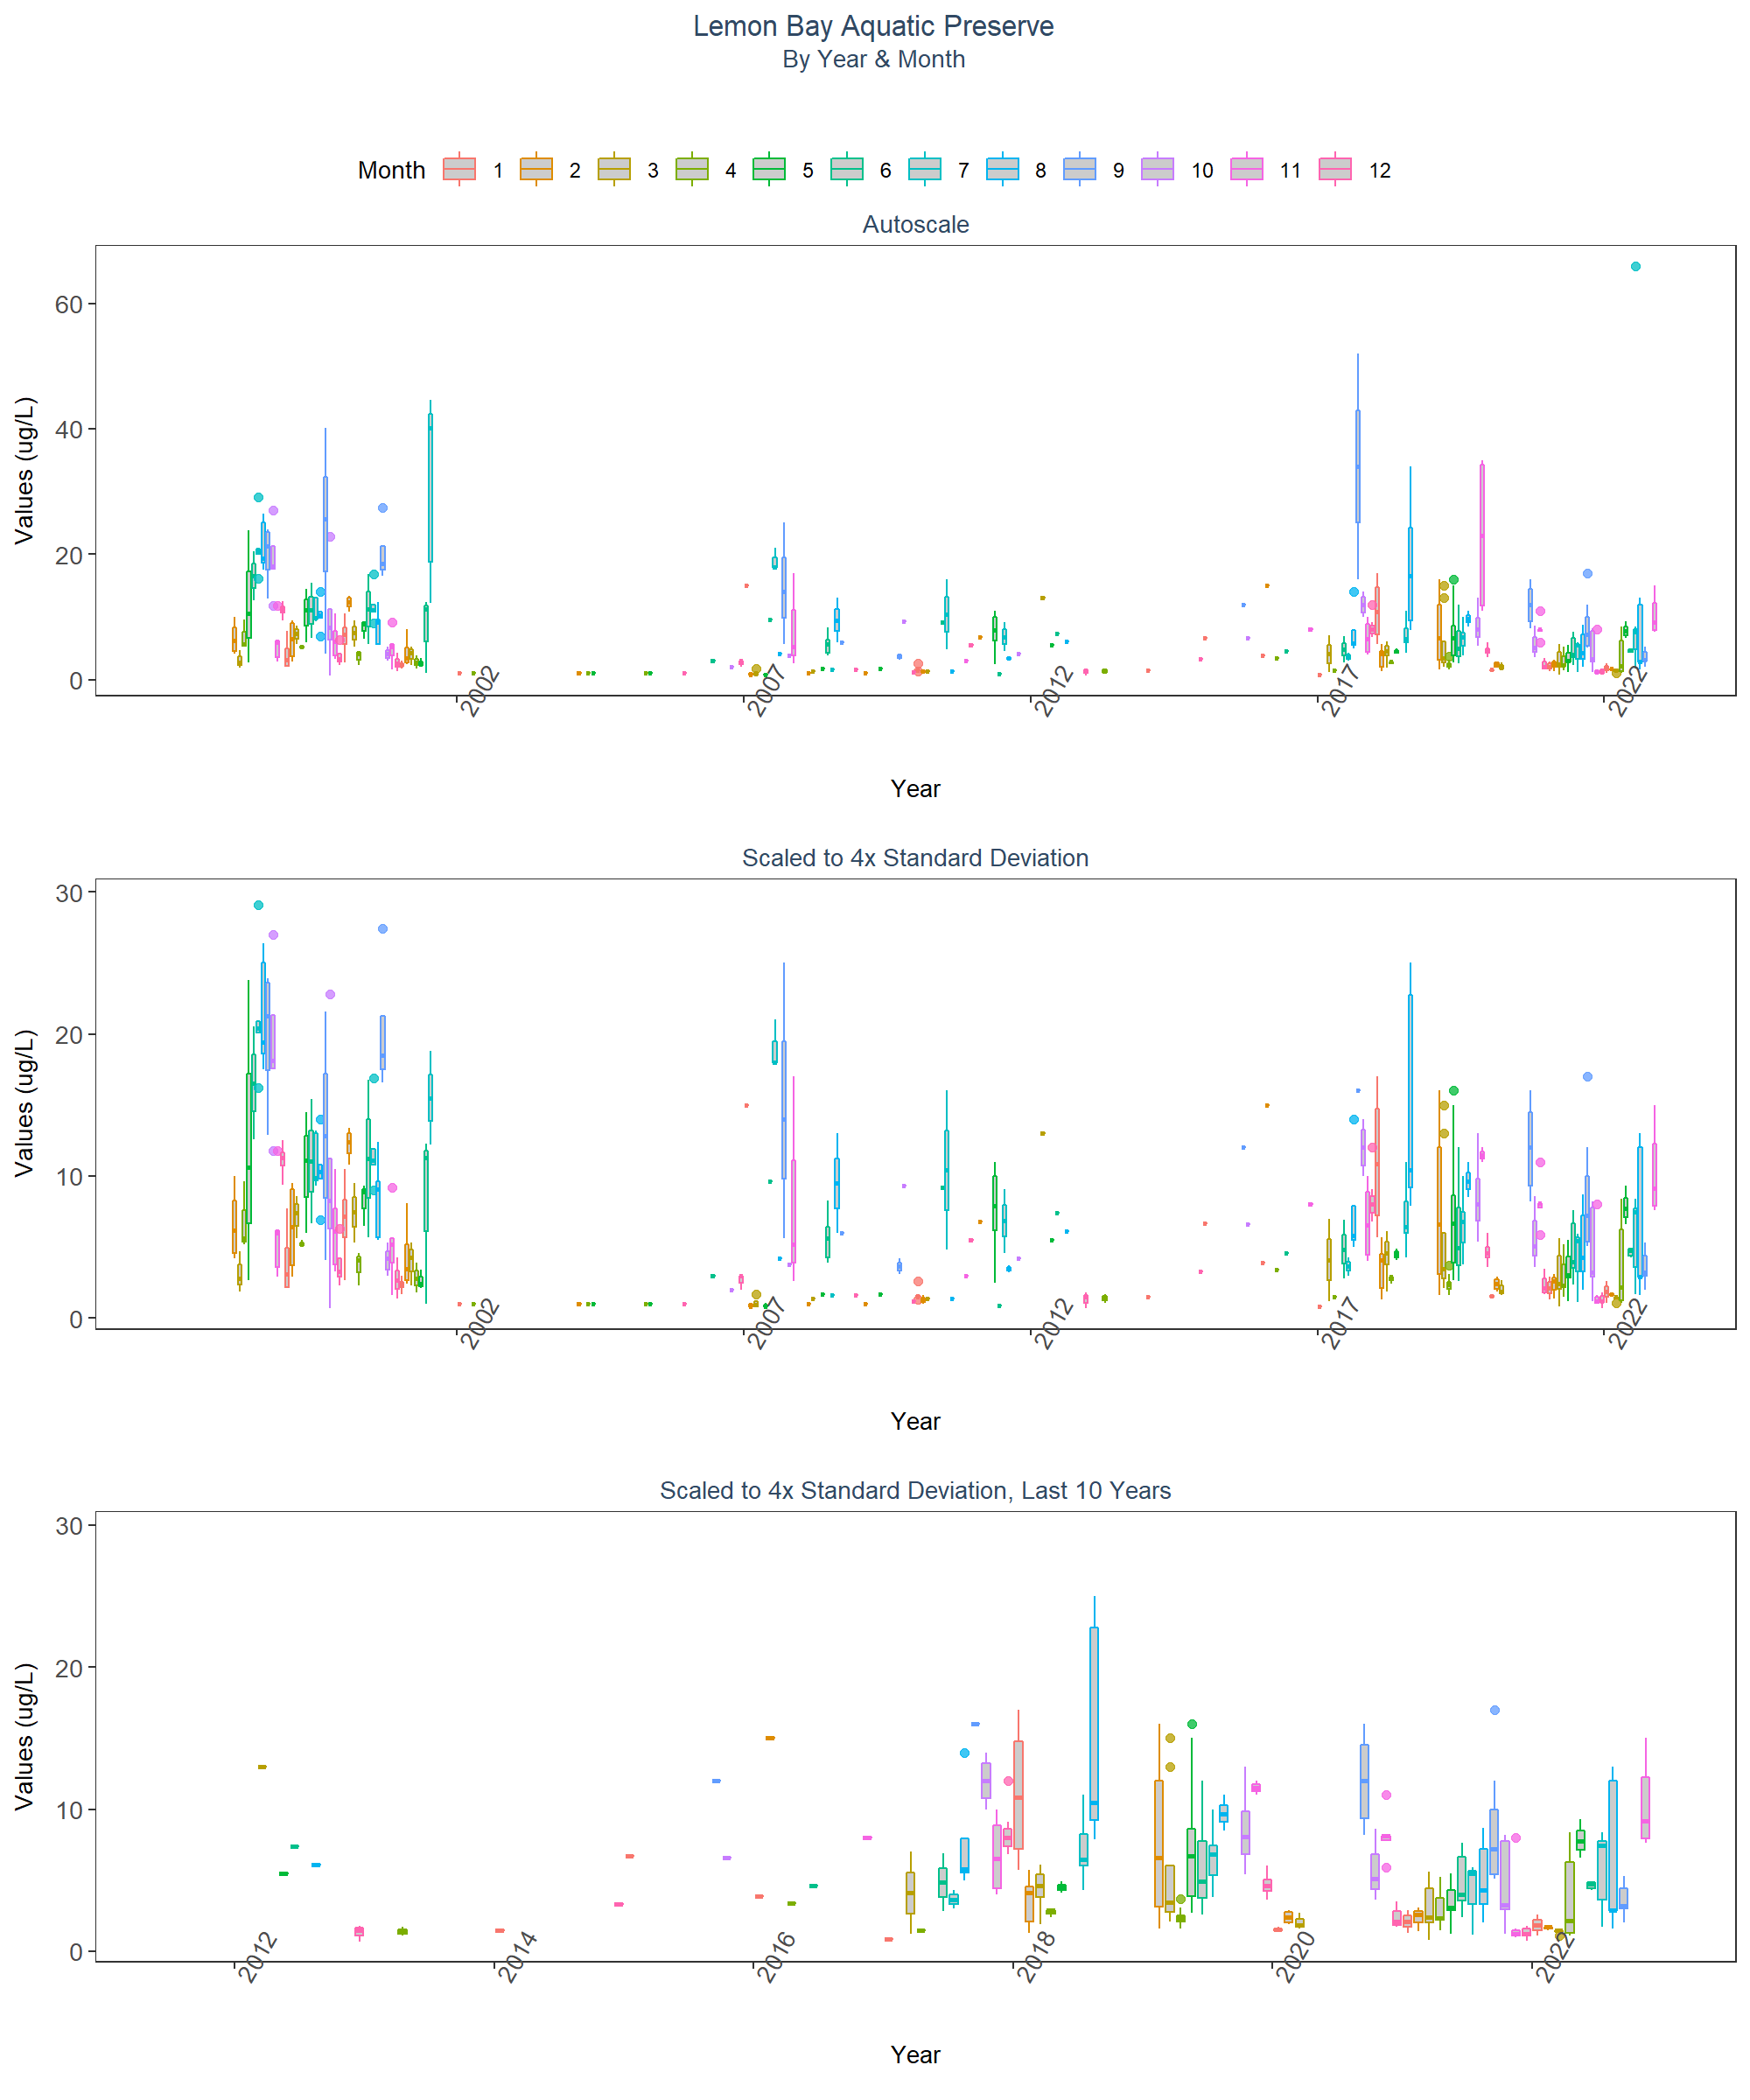 Lemon Bay Aquatic Preserve
By Year & Month
Month 1 2 3 4 5 6 7 8 9 10 11 12
Autoscale
Values (ug/L)
60
40
20
0
2002 2007 2012 2017 2022
Year
Scaled to 4x Standard Deviation
Values (ug/L)
30
20
10
0
2002 2007 2012 2017 2022
Year
Scaled to 4x Standard Deviation, Last 10 Years
Values (ug/L)
30
20
10
0
2012 2014 2016 2018 2020 2022
Year